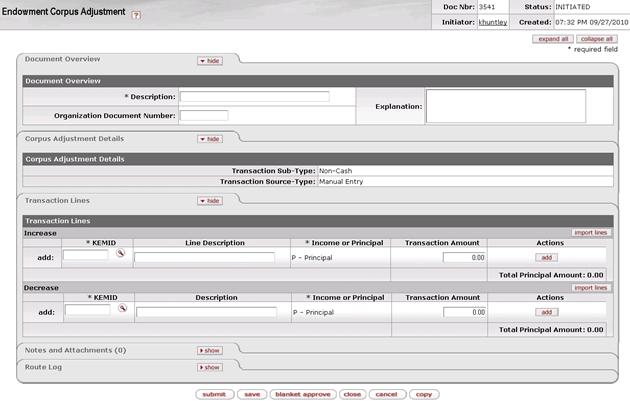 Endowment Corpus Adjustment ?
Doc Nbr: 3541 Status: INITIATED
Initiator: khuntley Created: 07:32 PM 09/27/2010
expand all collapse all
* required field
Document Overview hide
Document Overview
* Description: Explanation:
Organization Document Number:
Corpus Adjustment Details hide
Corpus Adjustment Details
Transaction Sub-Type: Non-Cash
Transaction Source-Type: Manual Entry
Transaction Lines hide
Transaction Lines
Increase import lines
* KEMID Line Description * Income or Principal Transaction Amount Actions
add: P - Principal 0.00 add
Total Principal Amount: 0.00
Decrease import lines
* KEMID Description * Income or Principal Transaction Amount Actions
add: P - Principal 0.00 add
Total Principal Amount: 0.00
Notes and Attachments (0) show
Route Log show
submit save blanket approve close cancel copy